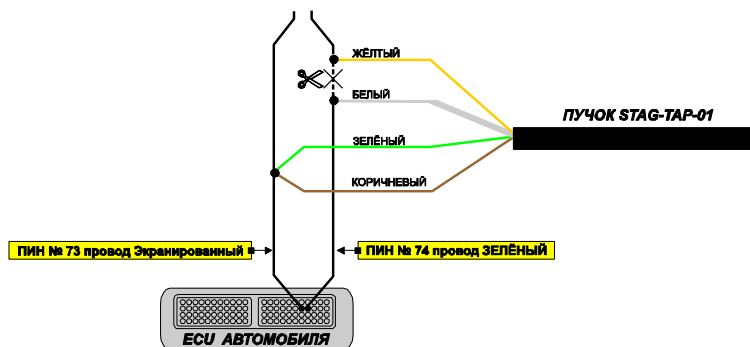 ЖЁЛТЫЙ
БЕЛЫЙ
ПУЧОК STAG-TAP-01
ЗЕЛЁНЫЙ
КОРИЧНЕВЫЙ
ПИН № 73 провод Экранированный
ПИН № 74 провод ЗЕЛЁНЫЙ
ECU АВТОМОБИЛЯ